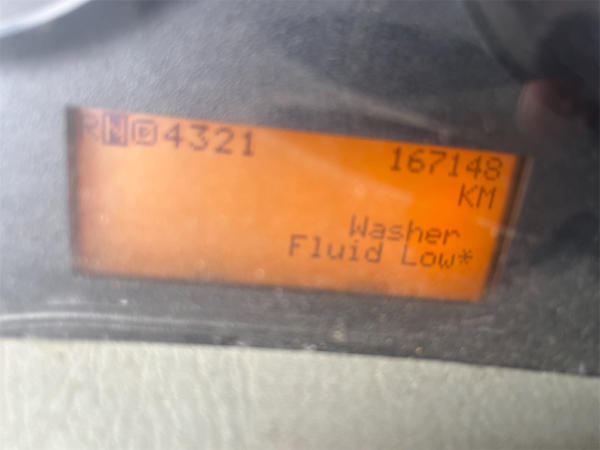 RND4321
167148
KM
Washer
Fluid Low*